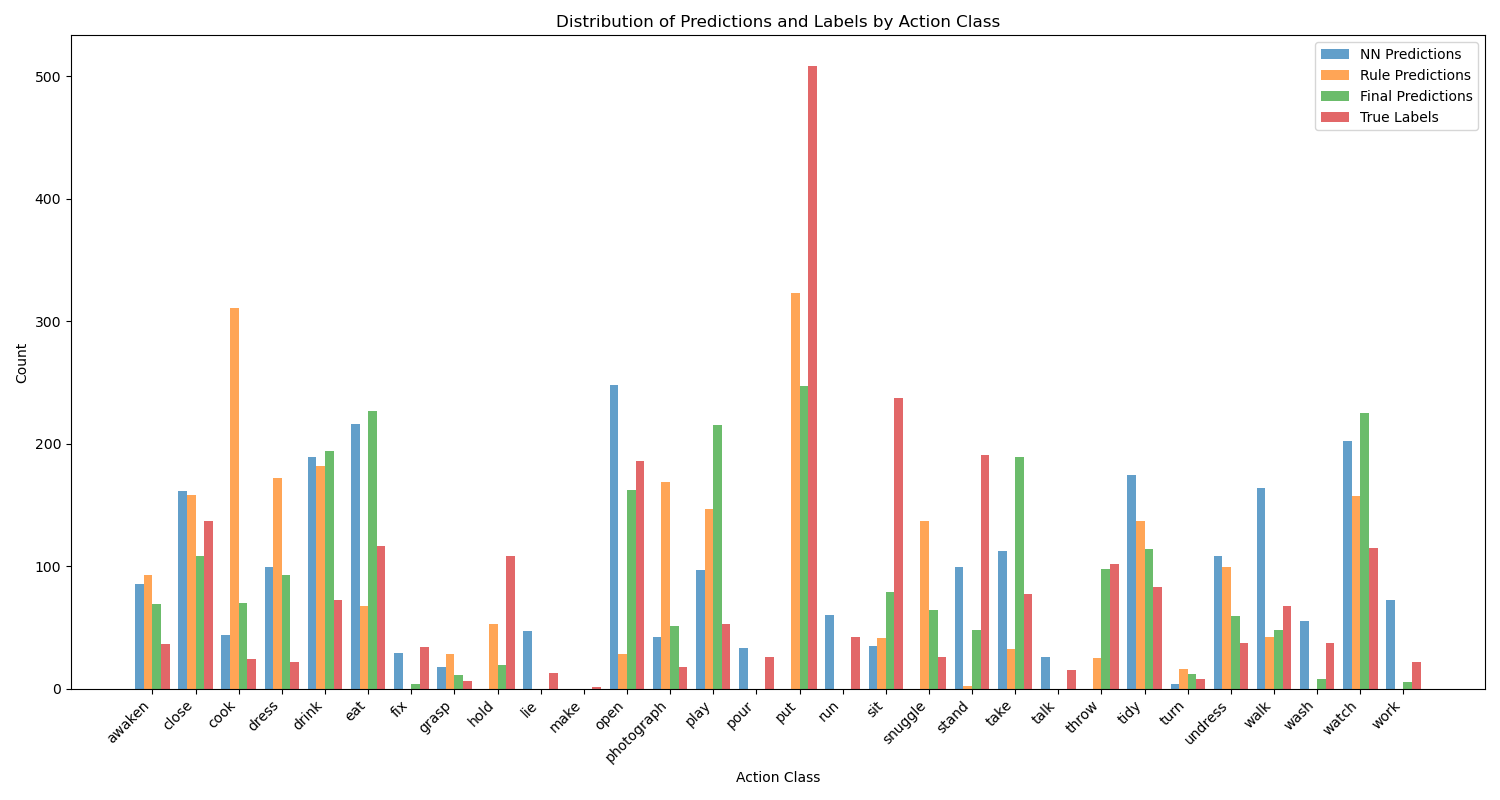 Distribution of Predictions and Labels by Action Class
NN Predictions
Rule Predictions
Final Predictions
True Labels
Count
500
400
300
200
100
0
awaken
close
cook
dress
drink
eat
fix
grasp
hold
lie
make
open
photograph
play
pour
put
run
sit
snuggle
stand
take
talk
throw
tidy
turn
undress
walk
wash
watch
work
Action Class